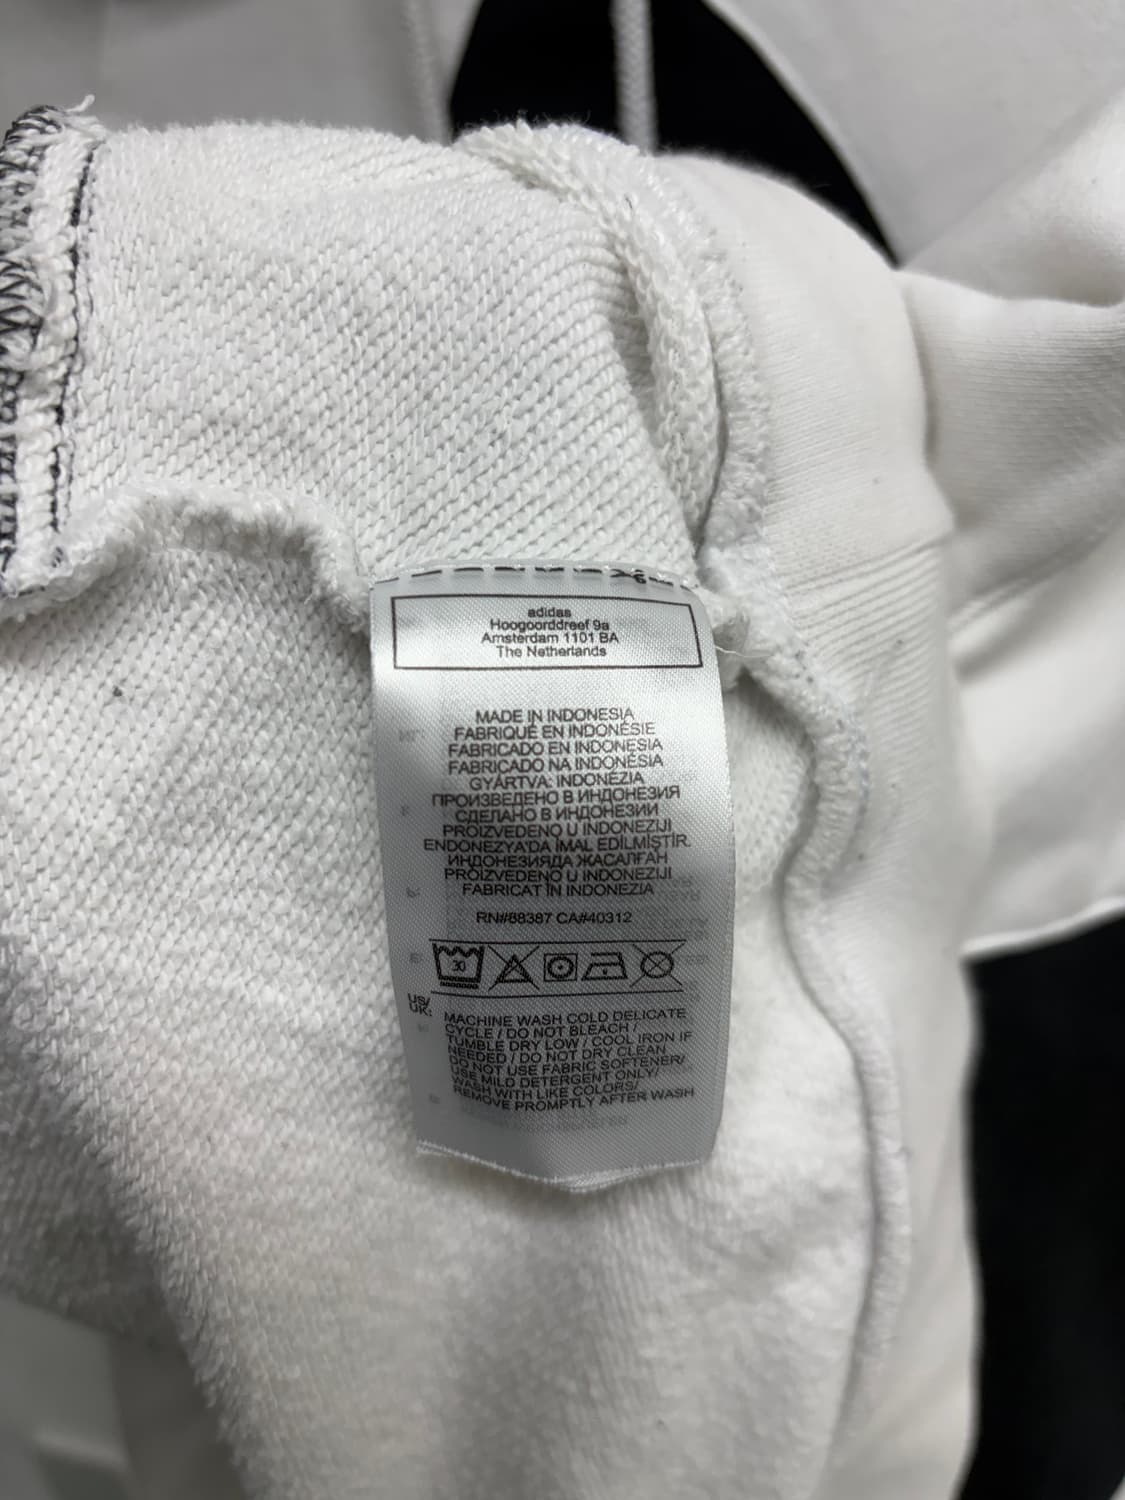 adidas
Hoogoorddreef 9a
Amsterdam 1101 BA
The Netherlands
MADE IN INDONESIA
FABRIQUÉ EN INDONÉSIE
FABRICADO EN INDONESIA
FABRICADO NA INDONÉSIA
GYÁRTVA: INDONÉZIA
ПРОИЗВЕДЕНО В ИНДОНЕЗИЯ
СДЕЛАНО В ИНДОНЕЗИИ
PROIZVEDENO U INDONEZIJI
ENDONEZYA'DA İMAL EDİLMİŞTİR.
ИНДОНЕЗИЯДА ЖАСАЛҒАН
PROIZVEDENO U INDONEZIJI
FABRICAT ÎN INDONEZIA
RN#88387 CA#40312
30
US/
UK:
MACHINE WASH COLD DELICATE
CYCLE / DO NOT BLEACH /
TUMBLE DRY LOW / COOL IRON IF
NEEDED / DO NOT DRY CLEAN
DO NOT USE FABRIC SOFTENER/
USE MILD DETERGENT ONLY/
WASH WITH LIKE COLORS/
REMOVE PROMPTLY AFTER WASH